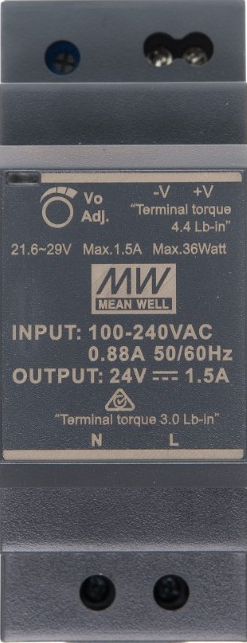 Vo
Adj.
-V +V
"Terminal torque
4.4 Lb-in"
21.6~29V Max.1.5A Max.36Watt
MW
MEAN WELL
INPUT: 100-240VAC
0.88A 50/60Hz
OUTPUT: 24V ⎓ 1.5A
"Terminal torque 3.0 Lb-in"
N L